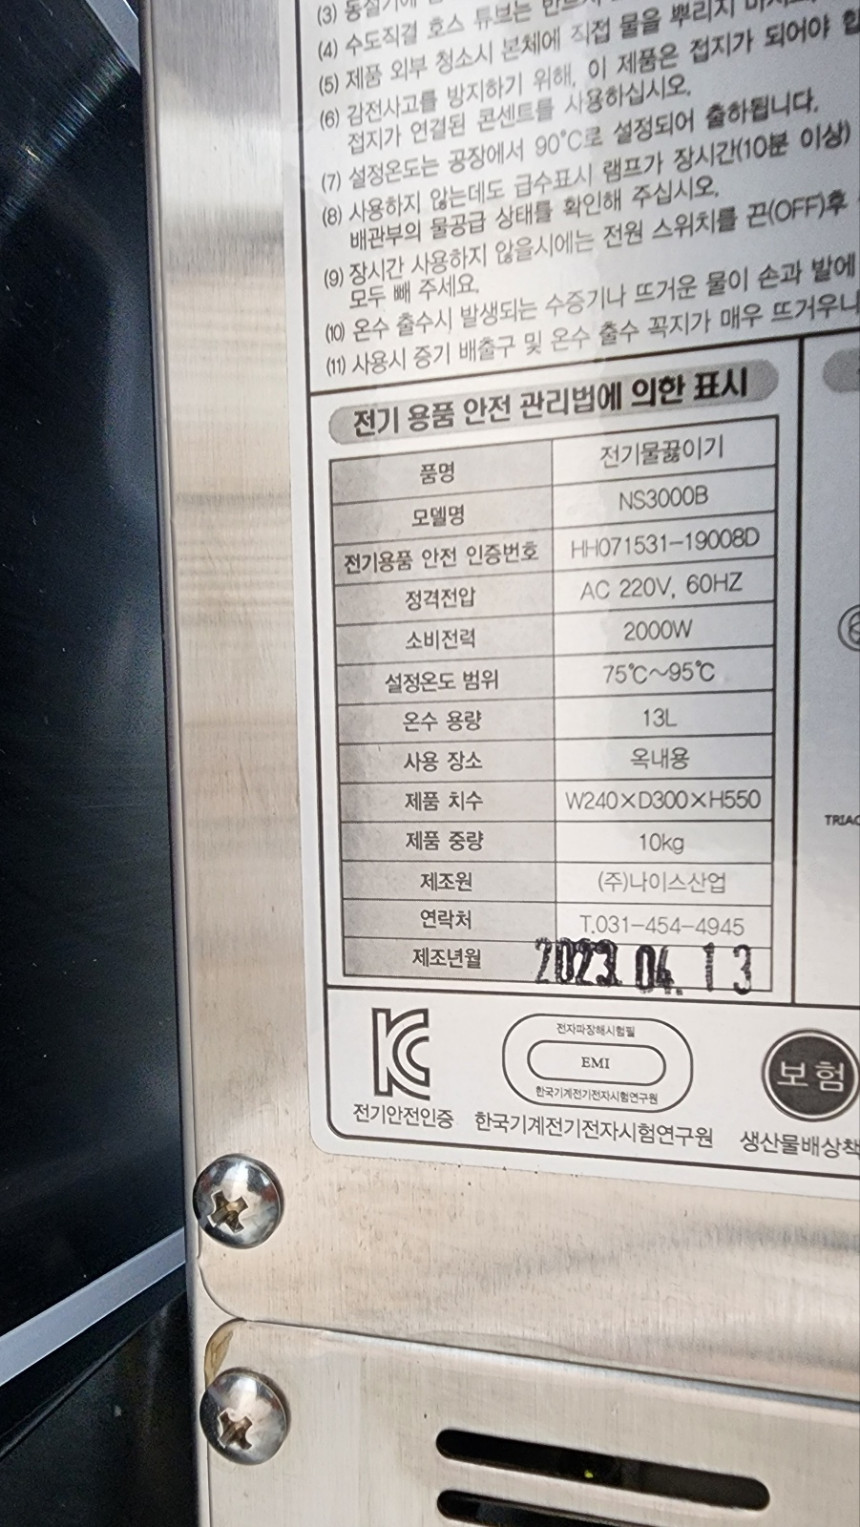 (3) 동절기에
(4) 수도직결 호스 튜브는 반드시
(5) 제품 외부 청소시 본체에 직접 물을 뿌리지
(6) 감전사고를 방지하기 위해, 이 제품은 접지가 되어야 합
접지가 연결된 콘센트를 사용하십시오.
(7) 설정온도는 공장에서 90℃로 설정되어 출하됩니다.
(8) 사용하지 않는데도 급수표시 램프가 장시간(10분 이상)
배관부의 물공급 상태를 확인해 주십시오.
(9) 장시간 사용하지 않을시에는 전원 스위치를 끈(OFF)후
모두 빼 주세요.
(10) 온수 출수시 발생되는 수증기나 뜨거운 물이 손과 발에
(11) 사용시 증기 배출구 및 온수 출수 꼭지가 매우 뜨거우니
전기 용품 안전 관리법에 의한 표시
품명 전기물끓이기
모델명 NS3000B
전기용품 안전 인증번호 HH071531-19008D
정격전압 AC 220V, 60HZ
소비전력 2000W
설정온도 범위 75℃~95℃
온수 용량 13L
사용 장소 옥내용
제품 치수 W240×D300×H550
제품 중량 10kg
제조원 (주)나이스산업
연락처 T.031-454-4945
제조년월 2023.04.13
TRIAC
KC
전기안전인증
전자파장해시험필
EMI
한국기계전기전자시험연구원
한국기계전기전자시험연구원
보험
생산물배상책